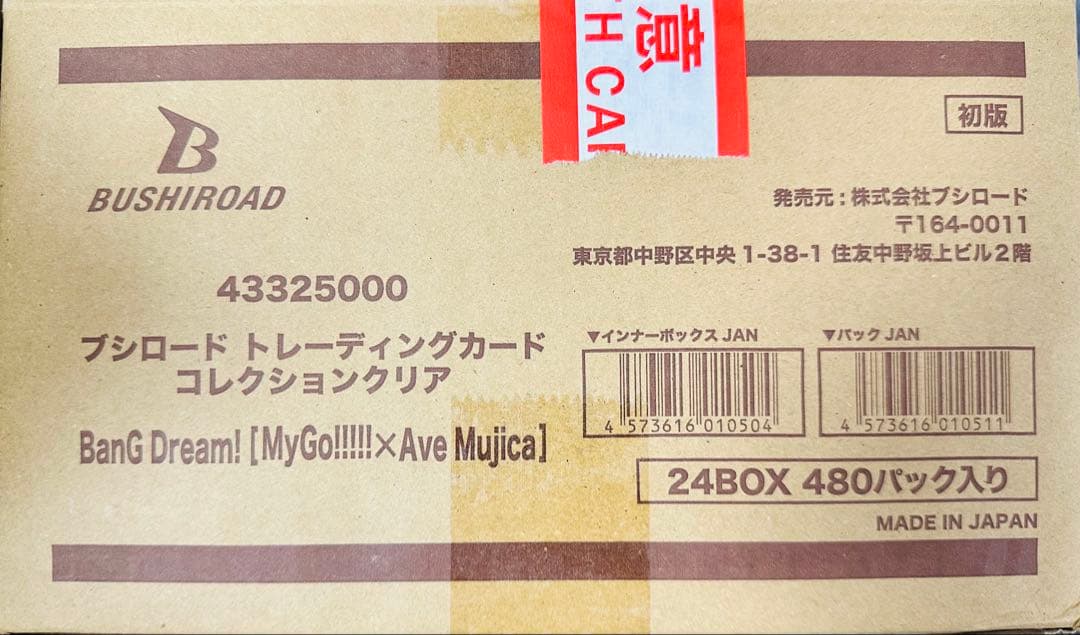 意
TH CA
初版
B
BUSHIROAD
発売元：株式会社ブシロード
〒164-0011
東京都中野区中央1-38-1 住友中野坂上ビル2階
43325000
ブシロード トレーディングカード
コレクションクリア
BanG Dream! [MyGo!!!!!×Ave Mujica]
▼インナーボックス JAN
4 573616 010504
▼パック JAN
4 573616 010511
24BOX 480パック入り
MADE IN JAPAN